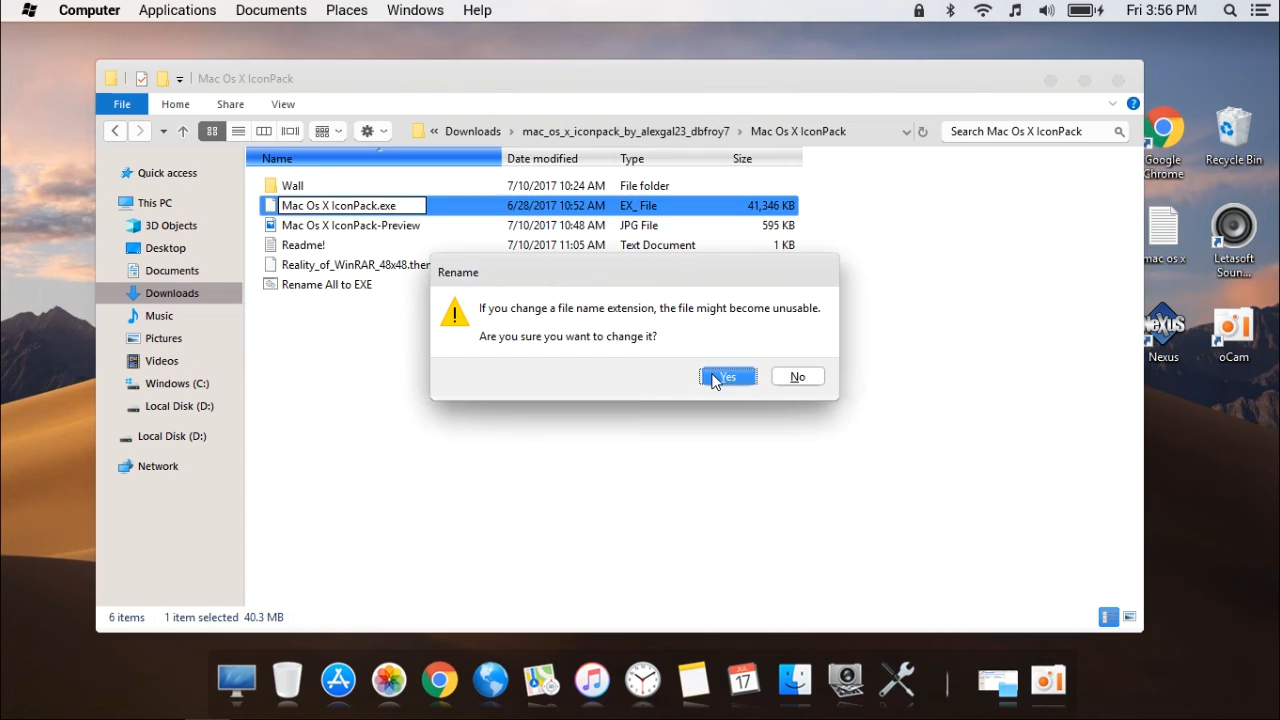 Computer Applications Documents Places Windows Help Fri 3:56 PM
Mac Os X IconPack
File Home Share View
« Downloads > mac_os_x_iconpack_by_alexgal23_dbfroy7 > Mac Os X IconPack Search Mac Os X IconPack
Name Date modified Type Size
Quick access
This PC
3D Objects
Desktop
Documents
Downloads
Music
Pictures
Videos
Windows (C:)
Local Disk (D:)
Local Disk (D:)
Network
Wall 7/10/2017 10:24 AM File folder
Mac Os X IconPack.exe 6/28/2017 10:52 AM EX_ File 41,346 KB
Mac Os X IconPack-Preview 7/10/2017 10:48 AM JPG File 595 KB
Readme! 7/10/2017 11:05 AM Text Document 1 KB
Reality_of_WinRAR_48x48.ther
Rename All to EXE
Rename
If you change a file name extension, the file might become unusable.
Are you sure you want to change it?
Yes No
6 items 1 item selected 40.3 MB
Google
Chrome
Recycle Bin
mac os x
Letasoft
Soun...
NeXuS
Nexus
oCam
JUL
17